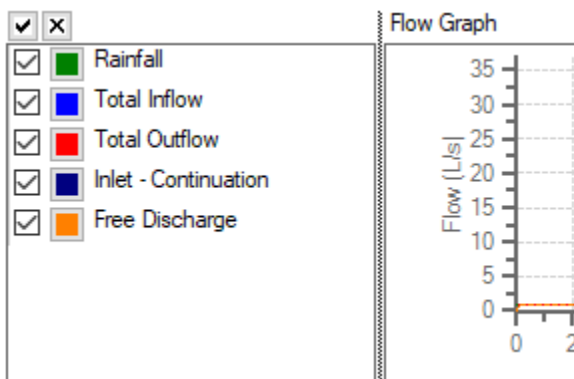 Flow Graph
Rainfall
Total Inflow
Total Outflow
Inlet - Continuation
Free Discharge
Flow (L/s)
35
30
25
20
15
10
5
0
0
2